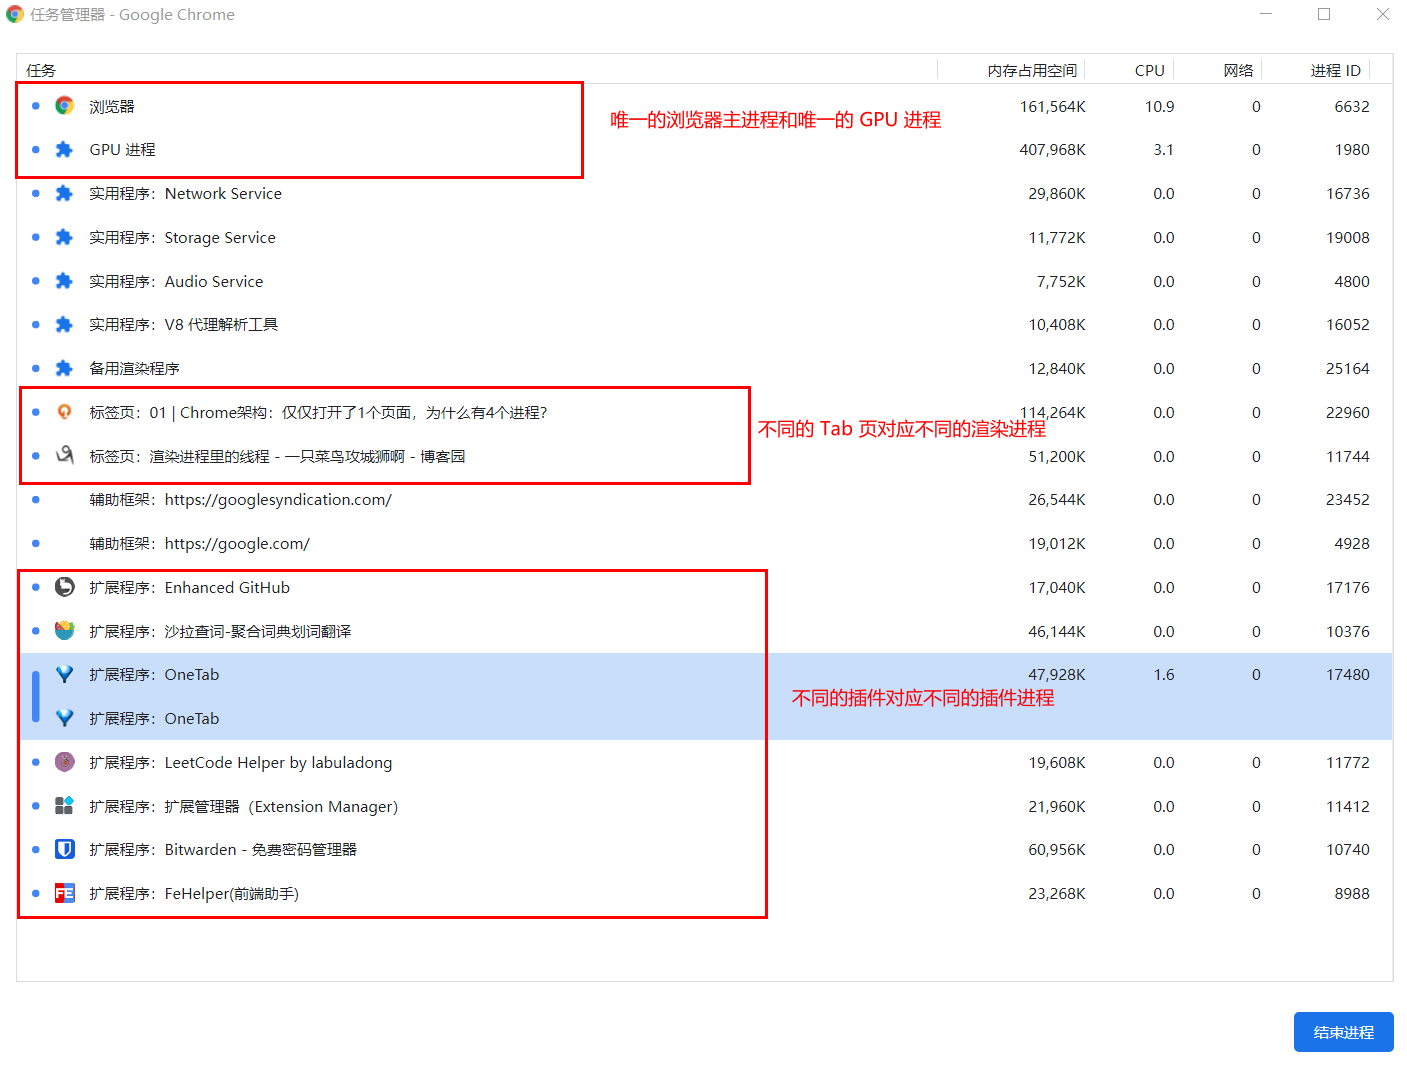 任务管理器 - Google Chrome
任务 内存占用空间 CPU 网络 进程 ID
浏览器 161,564K 10.9 0 6632
唯一的浏览器主进程和唯一的 GPU 进程
GPU 进程 407,968K 3.1 0 1980
实用程序：Network Service 29,860K 0.0 0 16736
实用程序：Storage Service 11,772K 0.0 0 19008
实用程序：Audio Service 7,752K 0.0 0 4800
实用程序：V8 代理解析工具 10,408K 0.0 0 16052
备用渲染程序 12,840K 0.0 0 25164
标签页：01 | Chrome架构：仅仅打开了1个页面，为什么有4个进程？ 114,264K 0.0 0 22960
不同的 Tab 页对应不同的渲染进程
标签页：渲染进程里的线程 - 一只菜鸟攻城狮啊 - 博客园 51,200K 0.0 0 11744
辅助框架：https://googlesyndication.com/ 26,544K 0.0 0 23452
辅助框架：https://google.com/ 19,012K 0.0 0 4928
扩展程序：Enhanced GitHub 17,040K 0.0 0 17176
扩展程序：沙拉查词-聚合词典划词翻译 46,144K 0.0 0 10376
扩展程序：OneTab 47,928K 1.6 0 17480
不同的插件对应不同的插件进程
扩展程序：OneTab
扩展程序：LeetCode Helper by labuladong 19,608K 0.0 0 11772
扩展程序：扩展管理器（Extension Manager） 21,960K 0.0 0 11412
扩展程序：Bitwarden - 免费密码管理器 60,956K 0.0 0 10740
FE 扩展程序：FeHelper(前端助手) 23,268K 0.0 0 8988
结束进程